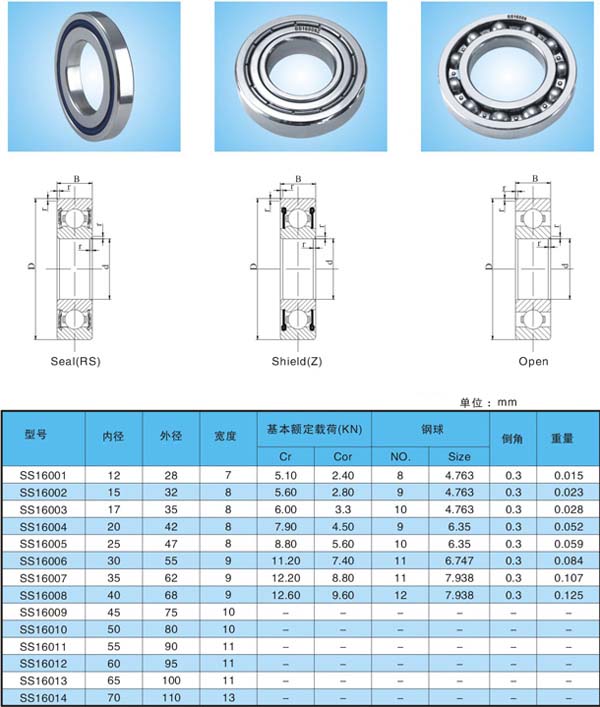 SS16009Z SS16008
B B B
r r r
r r r
r r r
D d D d D d
Seal(RS) Shield(Z) Open
单位：mm
型号 内径 外径 宽度 基本额定载荷(KN) 钢球 倒角 重量
Cr Cor NO. Size
SS16001 12 28 7 5.10 2.40 8 4.763 0.3 0.015
SS16002 15 32 8 5.60 2.80 9 4.763 0.3 0.023
SS16003 17 35 8 6.00 3.3 10 4.763 0.3 0.028
SS16004 20 42 8 7.90 4.50 9 6.35 0.3 0.052
SS16005 25 47 8 8.80 5.60 10 6.35 0.3 0.059
SS16006 30 55 9 11.20 7.40 11 6.747 0.3 0.084
SS16007 35 62 9 12.20 8.80 11 7.938 0.3 0.107
SS16008 40 68 9 12.60 9.60 12 7.938 0.3 0.125
SS16009 45 75 10 – – – – – –
SS16010 50 80 10 – – – – – –
SS16011 55 90 11 – – – – – –
SS16012 60 95 11 – – – – – –
SS16013 65 100 11 – – – – – –
SS16014 70 110 13 – – – – – –